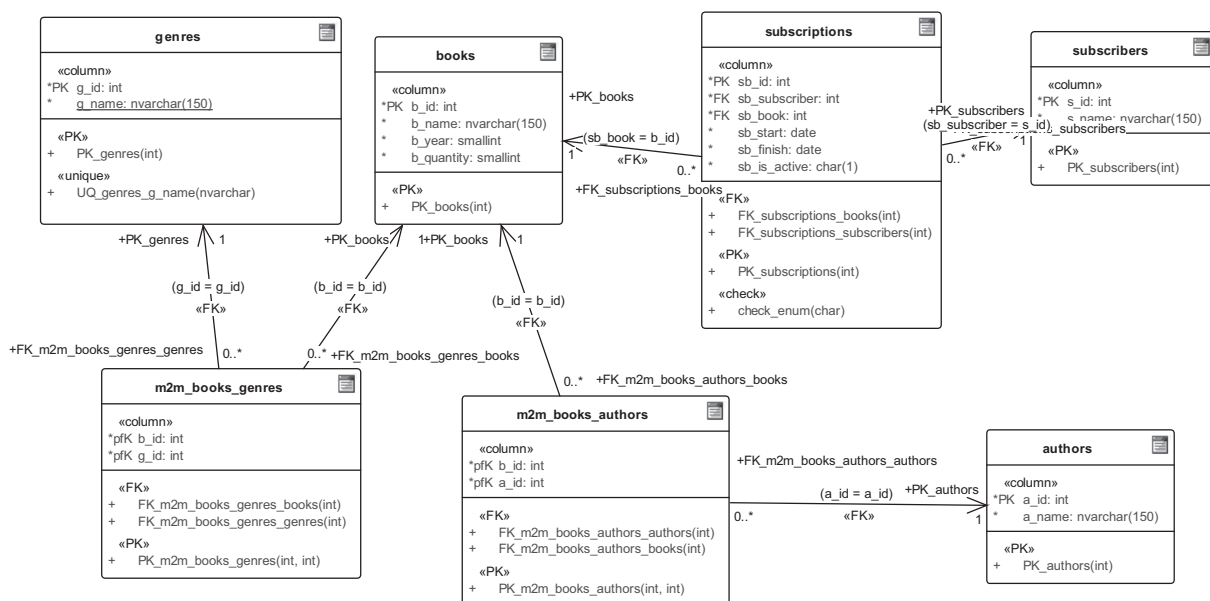 genres
«column»
*PK g_id: int
* g_name: nvarchar(150)
«PK»
+ PK_genres(int)
«unique»
+ UQ_genres_g_name(nvarchar)
books
«column»
*PK b_id: int
* b_name: nvarchar(150)
* b_year: smallint
* b_quantity: smallint
«PK»
+ PK_books(int)
subscriptions
«column»
*PK sb_id: int
*FK sb_subscriber: int
*FK sb_book: int
* sb_start: date
* sb_finish: date
* sb_is_active: char(1)
«FK»
+ FK_subscriptions_books(int)
+ FK_subscriptions_subscribers(int)
«PK»
+ PK_subscriptions(int)
«check»
+ check_enum(char)
subscribers
«column»
*PK s_id: int
* s_name: nvarchar(150)
«PK»
+ PK_subscribers(int)
+PK_books
(sb_book = b_id)
1
«FK»
0..*
+FK_subscriptions_books
+PK_subscribers
(sb_subscriber = s_id)
_subscribers
1
«FK»
0..*
+PK_genres
1
(g_id = g_id)
«FK»
+FK_m2m_books_genres_genres
0..*
+PK_books
1
(b_id = b_id)
«FK»
0..*
+FK_m2m_books_genres_books
+PK_books
1
(b_id = b_id)
«FK»
0..*
+FK_m2m_books_authors_books
m2m_books_genres
«column»
*pfK b_id: int
*pfK g_id: int
«FK»
+ FK_m2m_books_genres_books(int)
+ FK_m2m_books_genres_genres(int)
«PK»
+ PK_m2m_books_genres(int, int)
m2m_books_authors
«column»
*pfK b_id: int
*pfK a_id: int
«FK»
+ FK_m2m_books_authors_authors(int)
+ FK_m2m_books_authors_books(int)
«PK»
+ PK_m2m_books_authors(int, int)
+FK_m2m_books_authors_authors
(a_id = a_id)
+PK_authors
0..*
«FK»
1
authors
«column»
*PK a_id: int
* a_name: nvarchar(150)
«PK»
+ PK_authors(int)